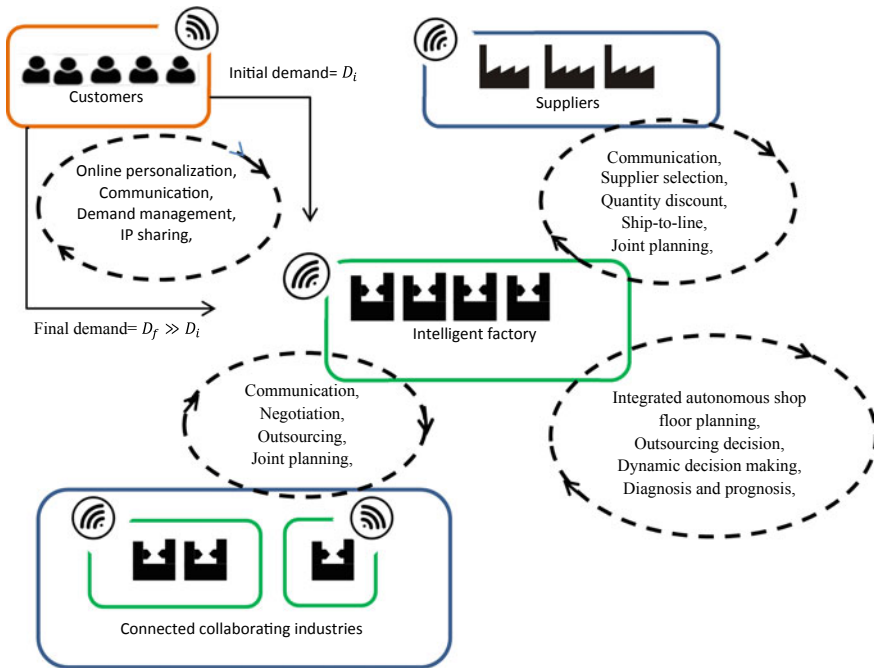 Customers
Initial demand= D_i
Suppliers
Online personalization,
Communication,
Demand management,
IP sharing,
Communication,
Supplier selection,
Quantity discount,
Ship-to-line,
Joint planning,
Final demand= D_f ≫ D_i
Intelligent factory
Communication,
Negotiation,
Outsourcing,
Joint planning,
Integrated autonomous shop
floor planning,
Outsourcing decision,
Dynamic decision making,
Diagnosis and prognosis,
Connected collaborating industries